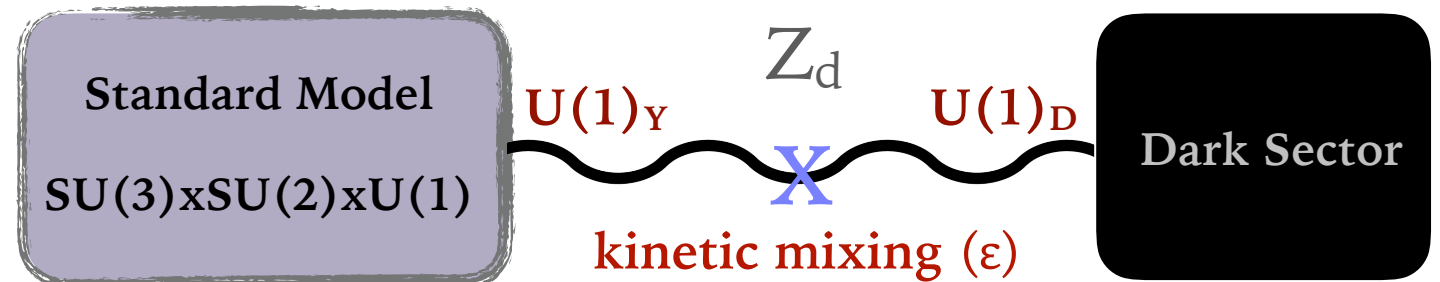 Standard Model
SU(3)xSU(2)xU(1)
U(1)Y
Zd
U(1)D
X
kinetic mixing (ε)
Dark Sector